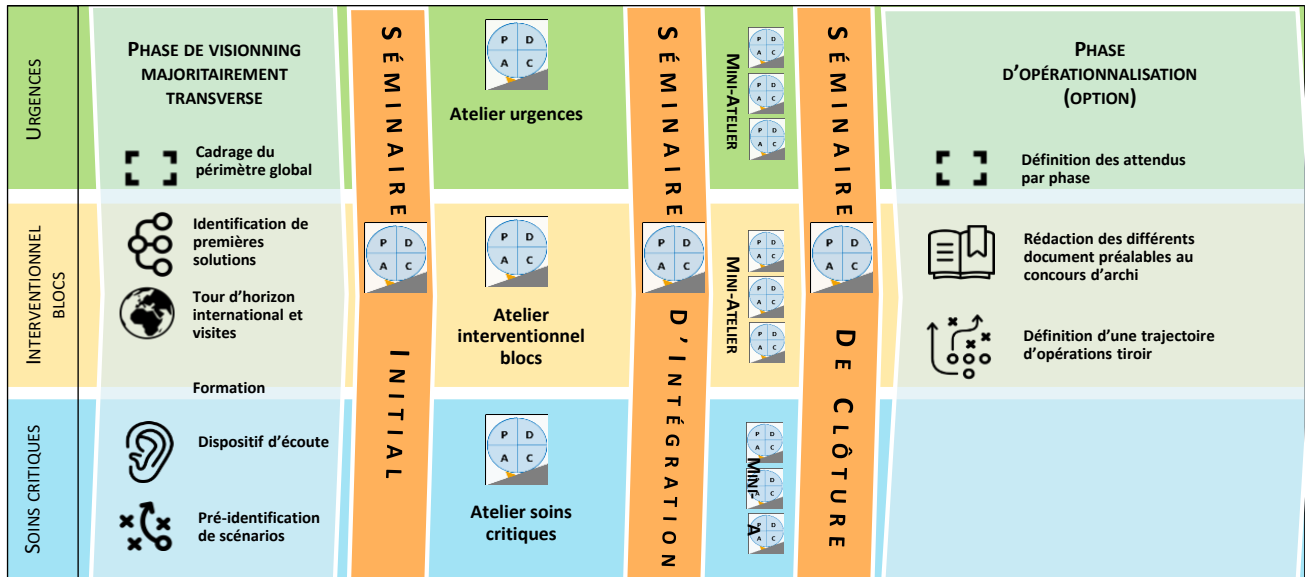 URGENCES
INTERVENTIONNEL
BLOCS
SOINS CRITIQUES
PHASE DE VISIONNING
MAJORITAIREMENT
TRANSVERSE
Cadrage du
périmètre global
Identification de
premières
solutions
Tour d'horizon
international et
visites
Formation
Dispositif d'écoute
Pré-identification
de scénarios
SÉMINAIRE
INITIAL
P D
A C
P D
A C
Atelier urgences
P D
A C
Atelier
interventionnel
blocs
P D
A C
Atelier soins
critiques
SÉMINAIRE
D'INTÉGRATION
P D
A C
MINI-ATELIER
P D
A C
P D
A C
P D
A C
MINI-ATELIER
P D
A C
P D
A C
P D
A C
MINI-
A
P D
A C
P D
A C
P D
A C
SÉMINAIRE
DE CLÔTURE
P D
A C
PHASE
D'OPÉRATIONNALISATION
(OPTION)
Définition des attendus
par phase
Rédaction des différents
document préalables au
concours d'archi
Définition d'une trajectoire
d'opérations tiroir